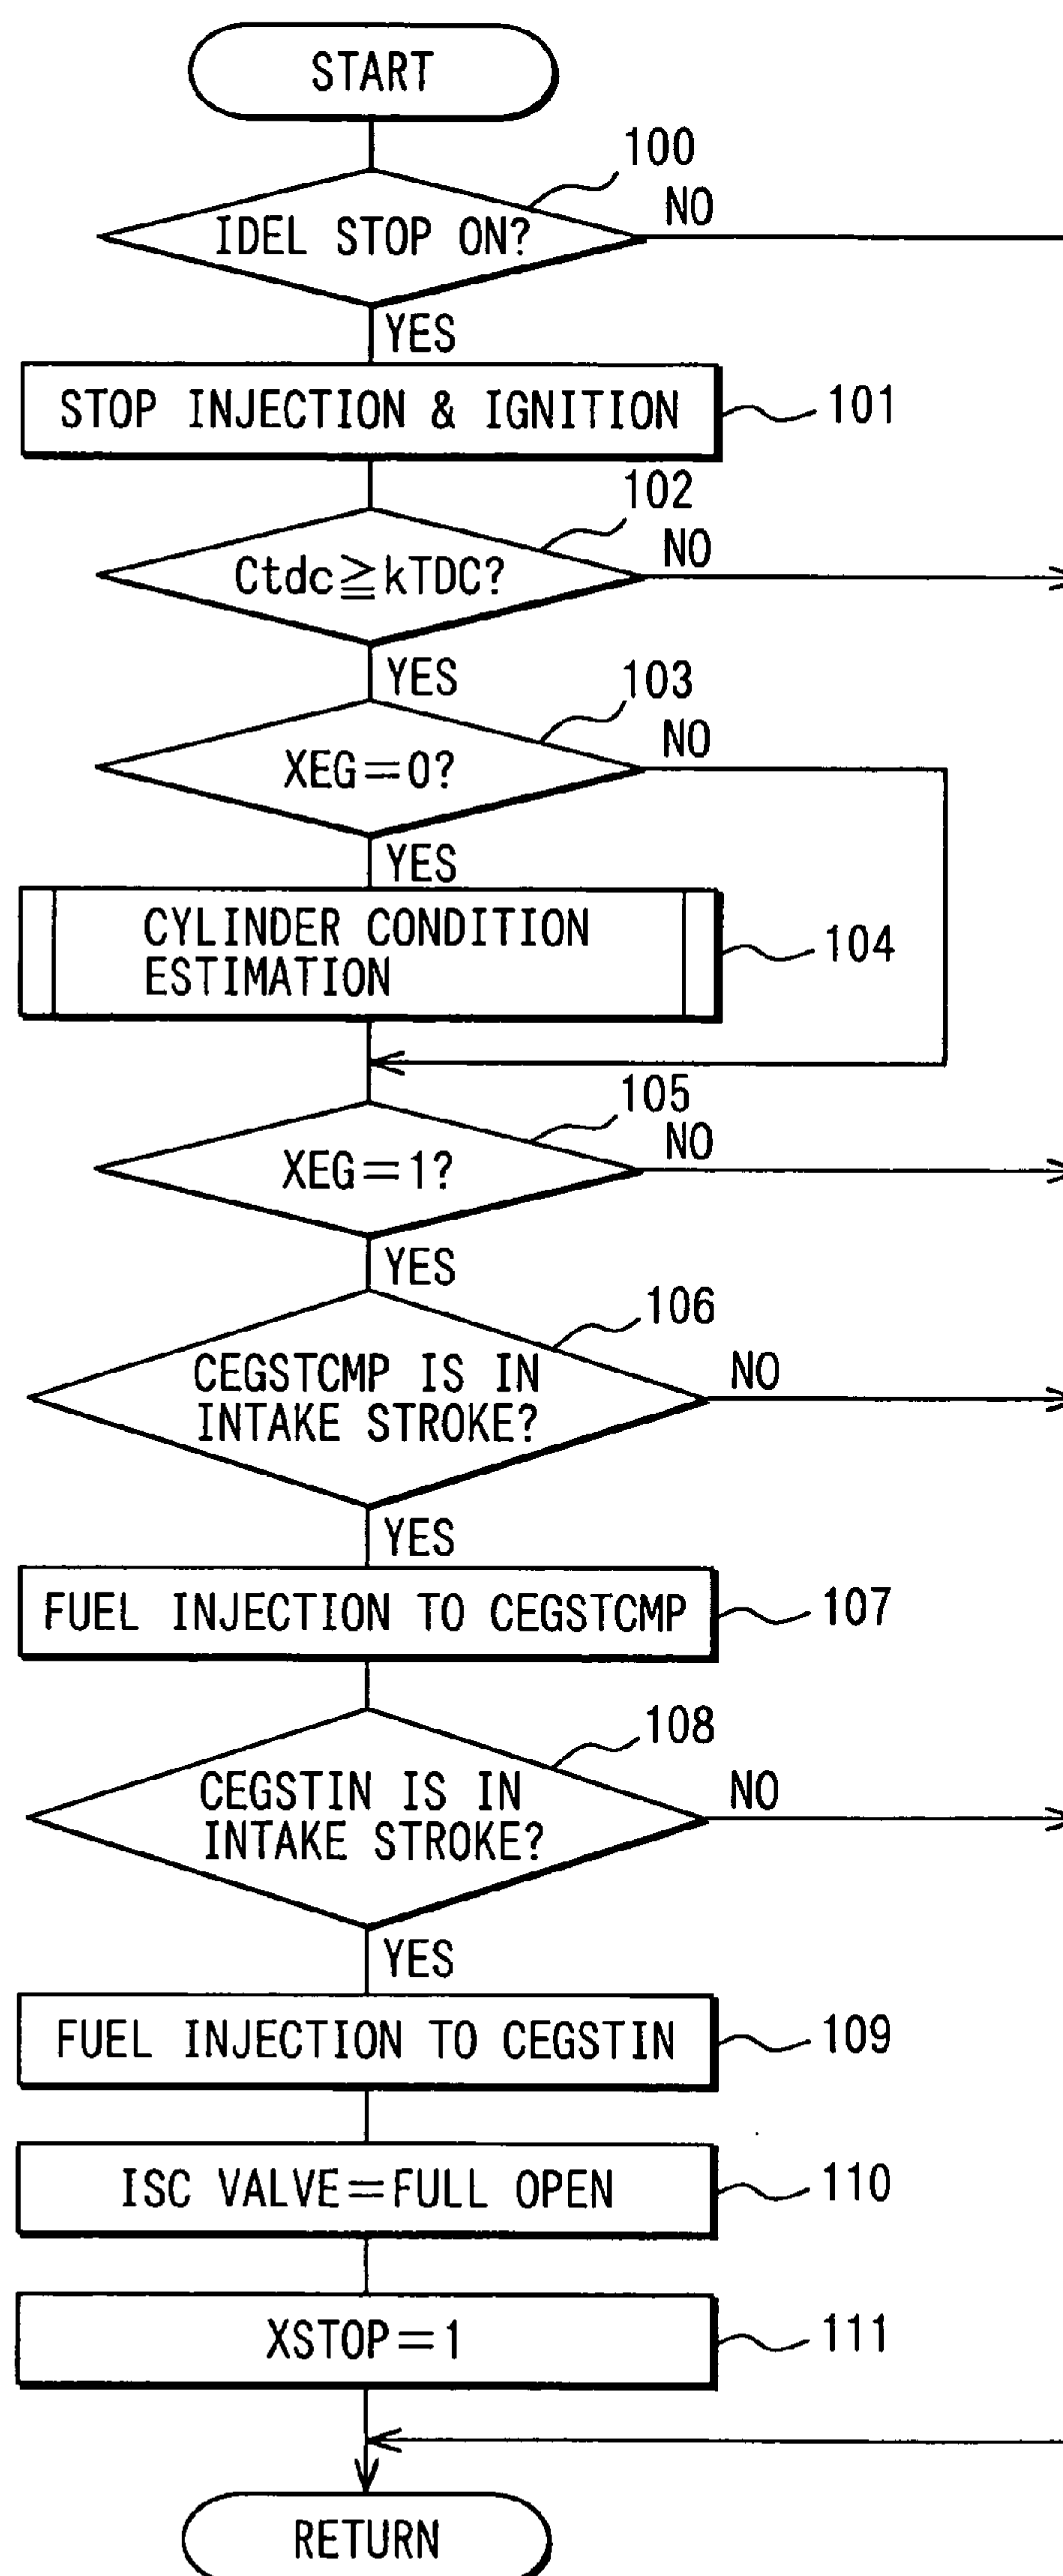 START
100
IDEL STOP ON?
NO
YES
STOP INJECTION & IGNITION
101
102
Ctdc≧kTDC?
NO
YES
103
XEG=0?
NO
YES
CYLINDER CONDITION
ESTIMATION
104
105
XEG=1?
NO
YES
106
CEGSTCMP IS IN
INTAKE STROKE?
NO
YES
FUEL INJECTION TO CEGSTCMP
107
108
CEGSTIN IS IN
INTAKE STROKE?
NO
YES
FUEL INJECTION TO CEGSTIN
109
ISC VALVE=FULL OPEN
110
XSTOP=1
111
RETURN